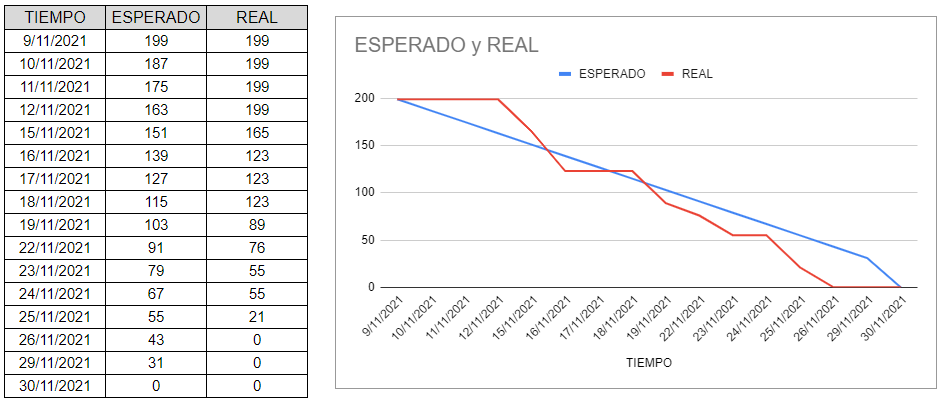 TIEMPO ESPERADO REAL
9/11/2021 199 199
10/11/2021 187 199
11/11/2021 175 199
12/11/2021 163 199
15/11/2021 151 165
16/11/2021 139 123
17/11/2021 127 123
18/11/2021 115 123
19/11/2021 103 89
22/11/2021 91 76
23/11/2021 79 55
24/11/2021 67 55
25/11/2021 55 21
26/11/2021 43 0
29/11/2021 31 0
30/11/2021 0 0
ESPERADO y REAL
ESPERADO REAL
200
150
100
50
0
9/11/2021 10/11/2021 11/11/2021 12/11/2021 15/11/2021 16/11/2021 17/11/2021 18/11/2021 19/11/2021 22/11/2021 23/11/2021 24/11/2021 25/11/2021 26/11/2021 29/11/2021 30/11/2021
TIEMPO